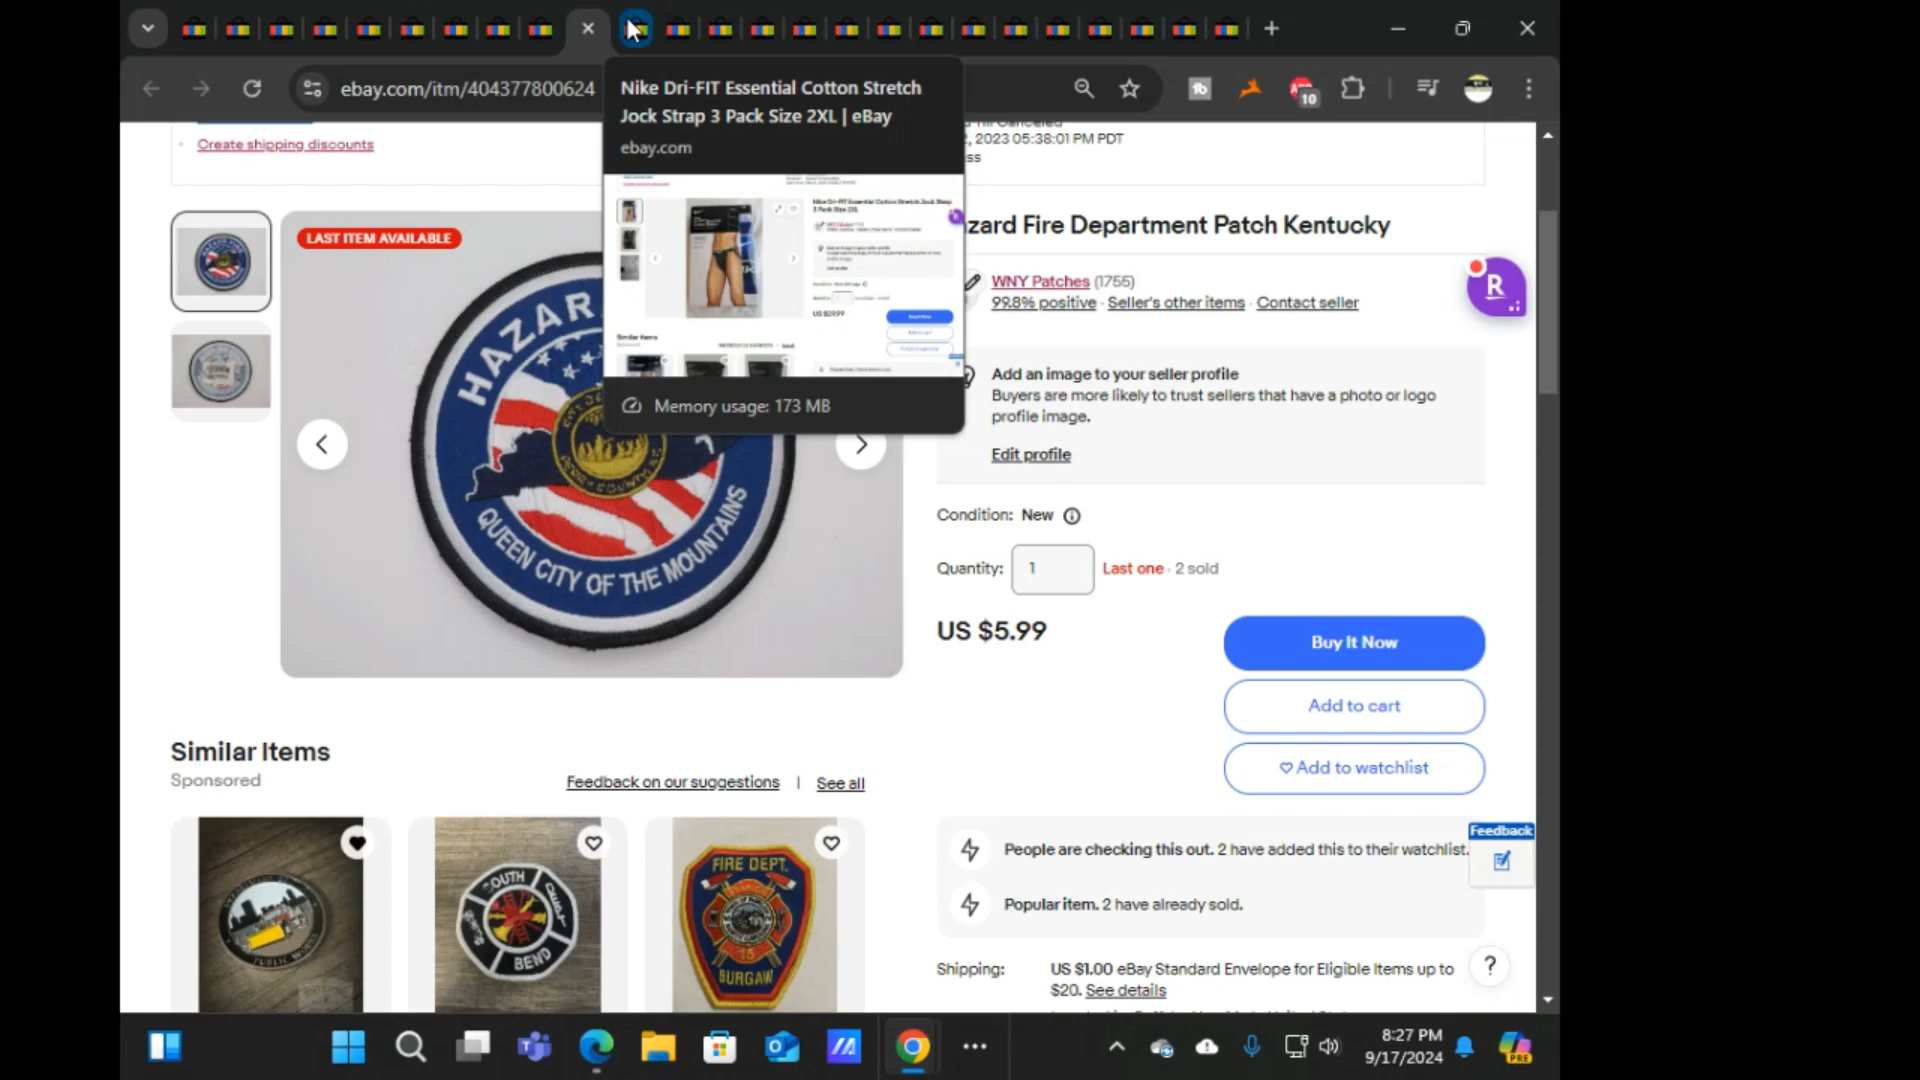 ebay.com/itm/404377800624
10
Nike Dri-FIT Essential Cotton Stretch
Jock Strap 3 Pack Size 2XL | eBay
ebay.com
Memory usage: 173 MB
Create shipping discounts
2023 05:38:01 PM PDT
ss
LAST ITEM AVAILABLE
HAZAR
QUEEN CITY OF THE MOUNTAINS
zard Fire Department Patch Kentucky
WNY Patches (1755)
99.8% positive · Seller's other items · Contact seller
R
Add an image to your seller profile
Buyers are more likely to trust sellers that have a photo or logo
profile image.
Edit profile
Condition: New
Quantity: 1 Last one · 2 sold
US $5.99
Buy It Now
Add to cart
Add to watchlist
Similar Items
Sponsored
Feedback on our suggestions | See all
PUBLIC WORKS
SOUTH
BEND
FIRE DEPT.
15
BURGAW
People are checking this out. 2 have added this to their watchlist.
Popular item. 2 have already sold.
Feedback
Shipping: US $1.00 eBay Standard Envelope for Eligible Items up to
$20. See details
?
8:27 PM
9/17/2024
PRE